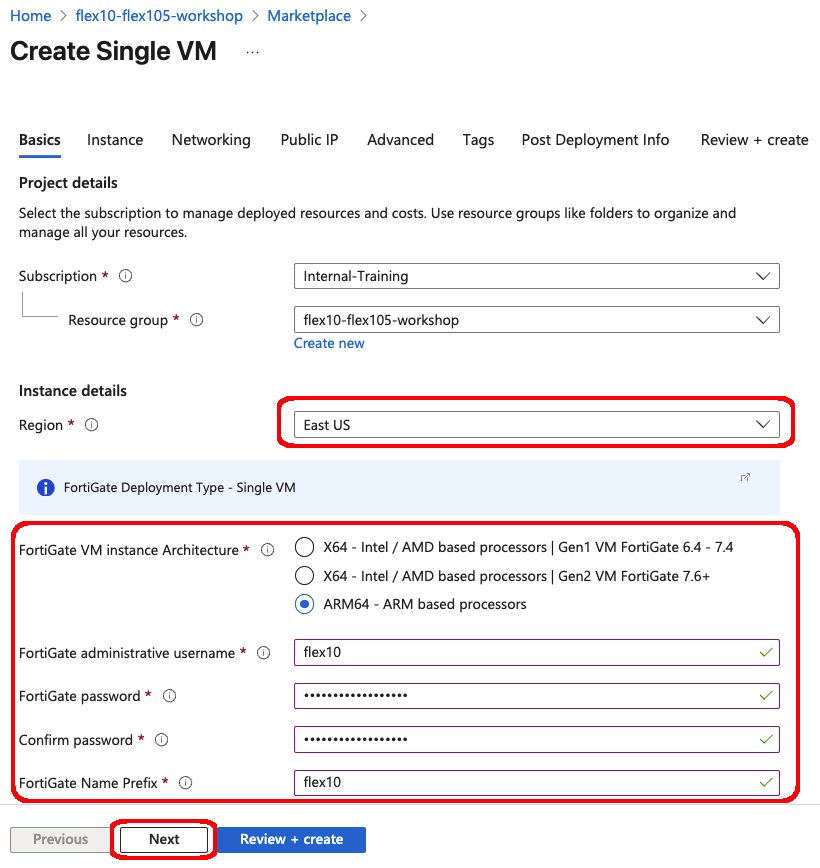 Home > flex10-flex105-workshop > Marketplace >
Create Single VM ...
Basics Instance Networking Public IP Advanced Tags Post Deployment Info Review + create
Project details
Select the subscription to manage deployed resources and costs. Use resource groups like folders to organize and
manage all your resources.
Subscription * Internal-Training
Resource group * flex10-flex105-workshop
Create new
Instance details
Region * East US
FortiGate Deployment Type - Single VM
FortiGate VM instance Architecture * X64 - Intel / AMD based processors | Gen1 VM FortiGate 6.4 - 7.4
X64 - Intel / AMD based processors | Gen2 VM FortiGate 7.6+
ARM64 - ARM based processors
FortiGate administrative username * flex10
FortiGate password * ••••••••••••••••••
Confirm password * ••••••••••••••••••
FortiGate Name Prefix * flex10
Previous Next Review + create